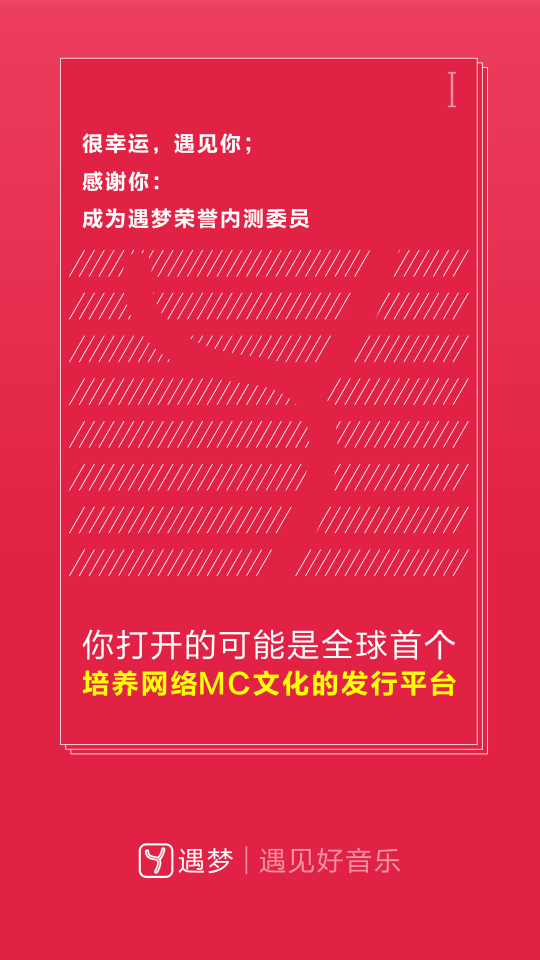 I
很幸运，遇见你；
感谢你：
成为遇梦荣誉内测委员
你打开的可能是全球首个
培养网络MC文化的发行平台
遇梦｜遇见好音乐